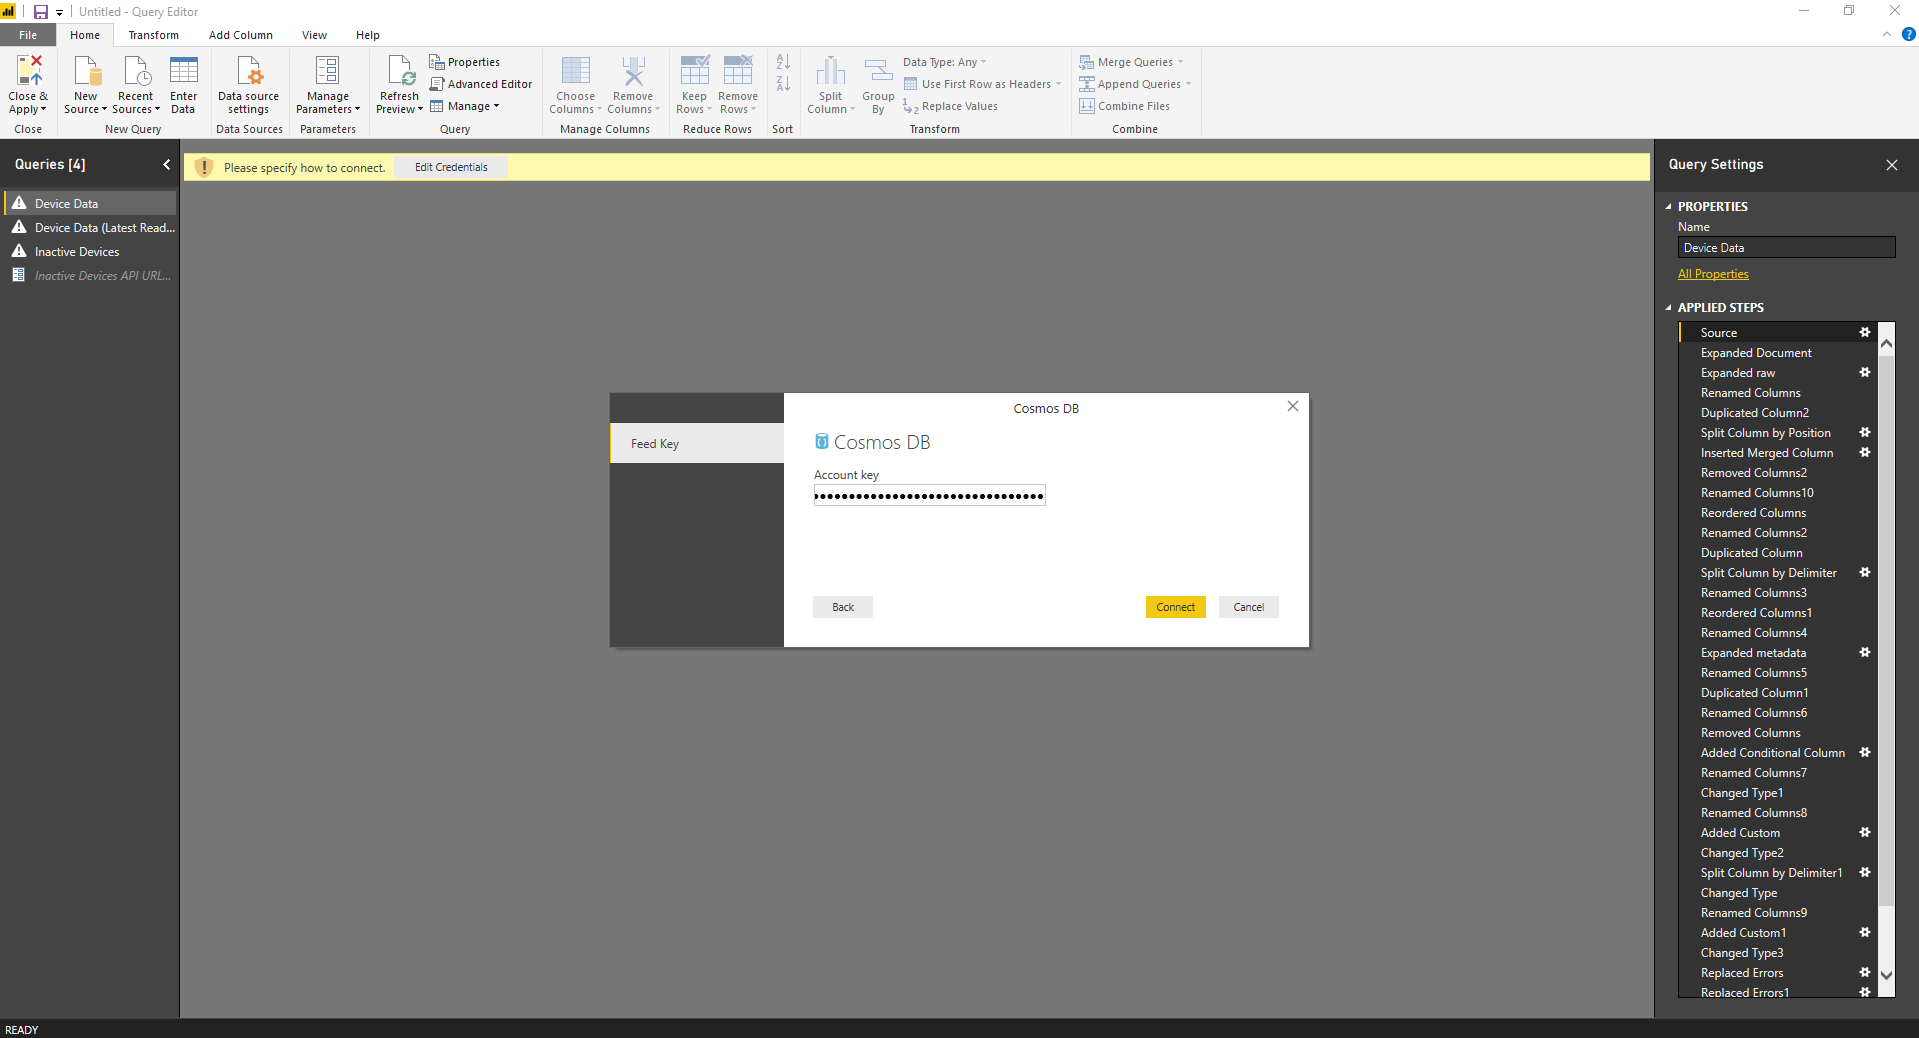 Untitled - Query Editor
File Home Transform Add Column View Help
Close & Apply
Close
New Source
Recent Sources
Enter Data
New Query
Data source settings
Data Sources
Manage Parameters
Parameters
Refresh Preview
Properties
Advanced Editor
Manage
Query
Choose Columns
Remove Columns
Manage Columns
Keep Rows
Remove Rows
Reduce Rows
Sort
Split Column
Group By
Data Type: Any
Use First Row as Headers
Replace Values
Transform
Merge Queries
Append Queries
Combine Files
Combine
Queries [4]
Device Data
Device Data (Latest Read...
Inactive Devices
Inactive Devices API URL...
Please specify how to connect.
Edit Credentials
Cosmos DB
Feed Key
Cosmos DB
Account key
Back
Connect
Cancel
Query Settings
PROPERTIES
Name
Device Data
All Properties
APPLIED STEPS
Source
Expanded Document
Expanded raw
Renamed Columns
Duplicated Column2
Split Column by Position
Inserted Merged Column
Removed Columns2
Renamed Columns10
Reordered Columns
Renamed Columns2
Duplicated Column
Split Column by Delimiter
Renamed Columns3
Reordered Columns1
Renamed Columns4
Expanded metadata
Renamed Columns5
Duplicated Column1
Renamed Columns6
Removed Columns
Added Conditional Column
Renamed Columns7
Changed Type1
Renamed Columns8
Added Custom
Changed Type2
Split Column by Delimiter1
Changed Type
Renamed Columns9
Added Custom1
Changed Type3
Replaced Errors
Replaced Errors1
READY